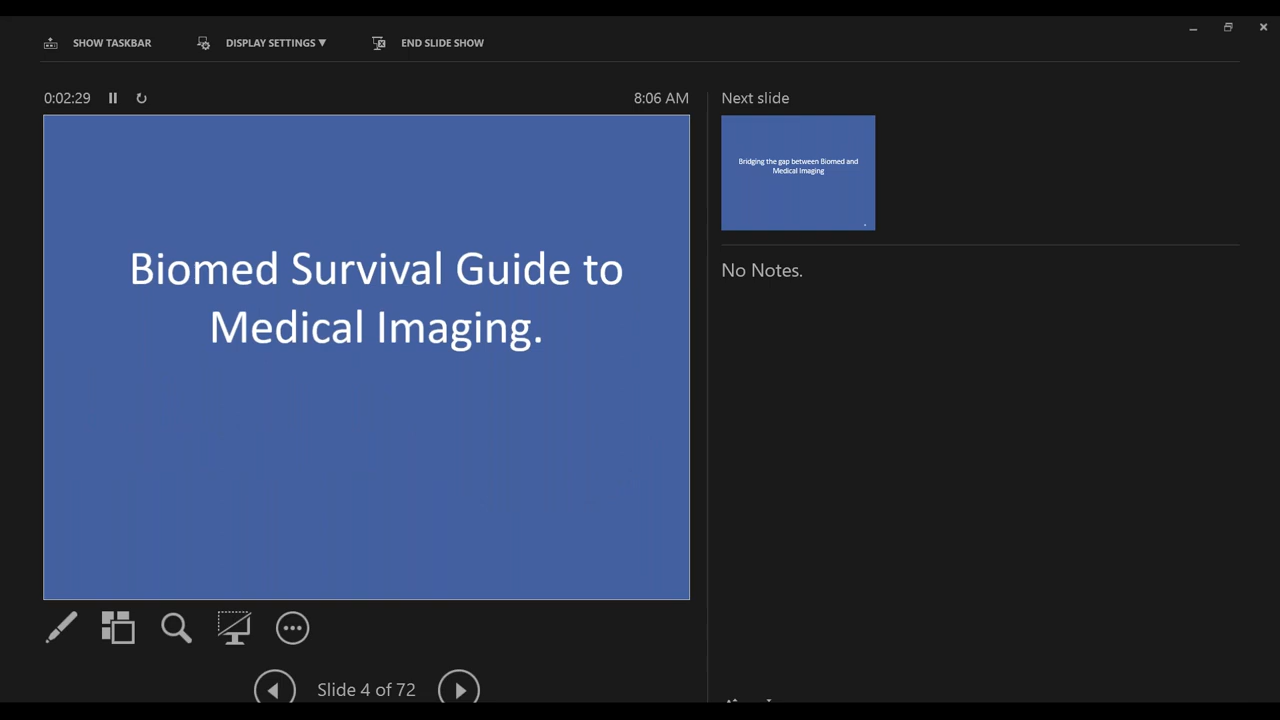 SHOW TASKBAR
DISPLAY SETTINGS ▼
END SLIDE SHOW
0:02:29
8:06 AM
Next slide
Biomed Survival Guide to
Medical Imaging.
Bridging the gap between Biomed and
Medical Imaging
No Notes.
Slide 4 of 72